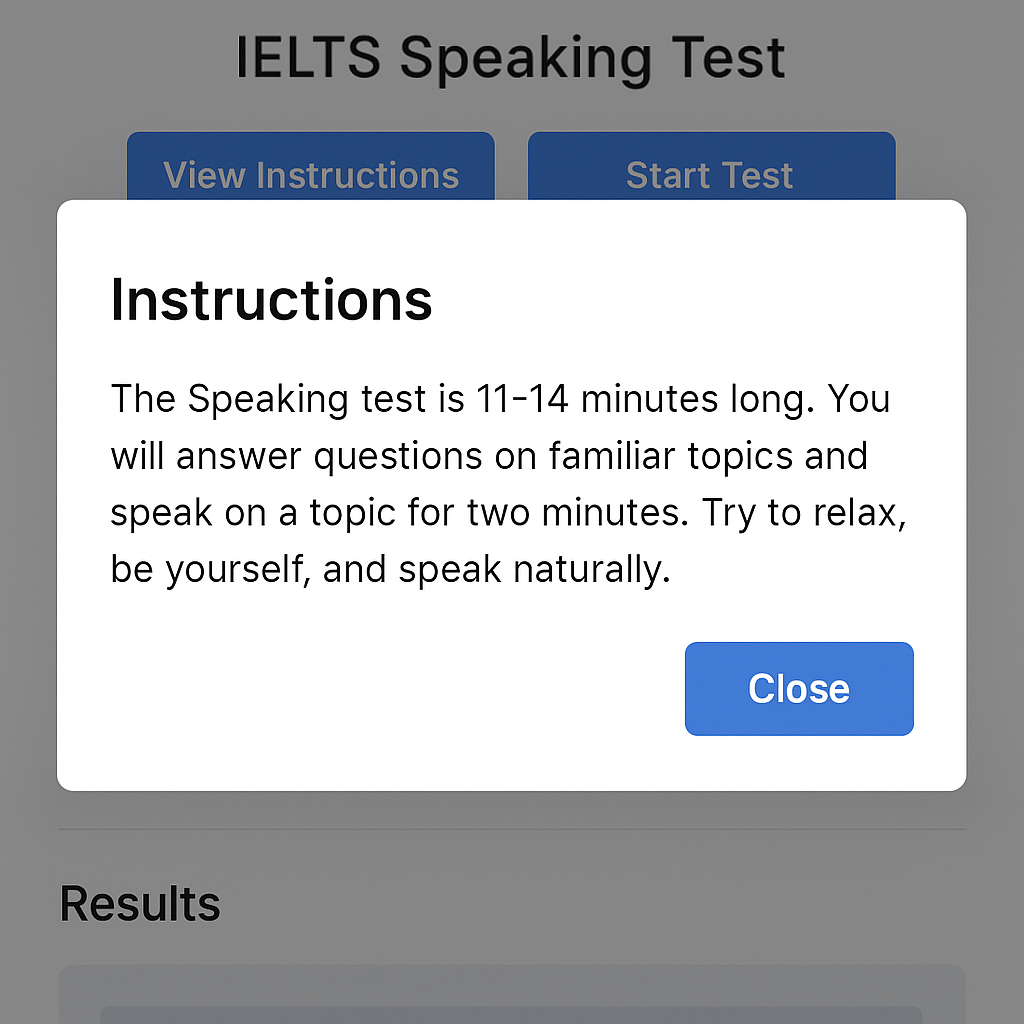 IELTS Speaking Test
View Instructions
Start Test
Instructions
The Speaking test is 11-14 minutes long. You
will answer questions on familiar topics and
speak on a topic for two minutes. Try to relax,
be yourself, and speak naturally.
Close
Results